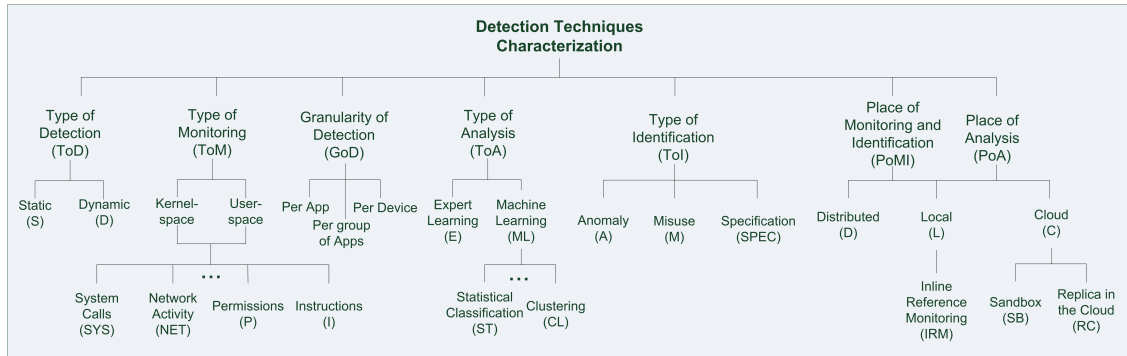 Detection Techniques
Characterization
Type of
Detection
(ToD)
Type of
Monitoring
(ToM)
Granularity of
Detection
(GoD)
Type of
Analysis
(ToA)
Type of
Identification
(ToI)
Place of
Monitoring and
Identification
(PoMI)
Place of
Analysis
(PoA)
Static
(S)
Dynamic
(D)
Kernel-
space
User-
space
Per App
Per group
of Apps
Per Device
Expert
Learning
(E)
Machine
Learning
(ML)
Anomaly
(A)
Misuse
(M)
Specification
(SPEC)
Distributed
(D)
Local
(L)
Cloud
(C)
...
System
Calls
(SYS)
Network
Activity
(NET)
Permissions
(P)
Instructions
(I)
...
Statistical
Classification
(ST)
Clustering
(CL)
Inline
Reference
Monitoring
(IRM)
Sandbox
(SB)
Replica in
the Cloud
(RC)